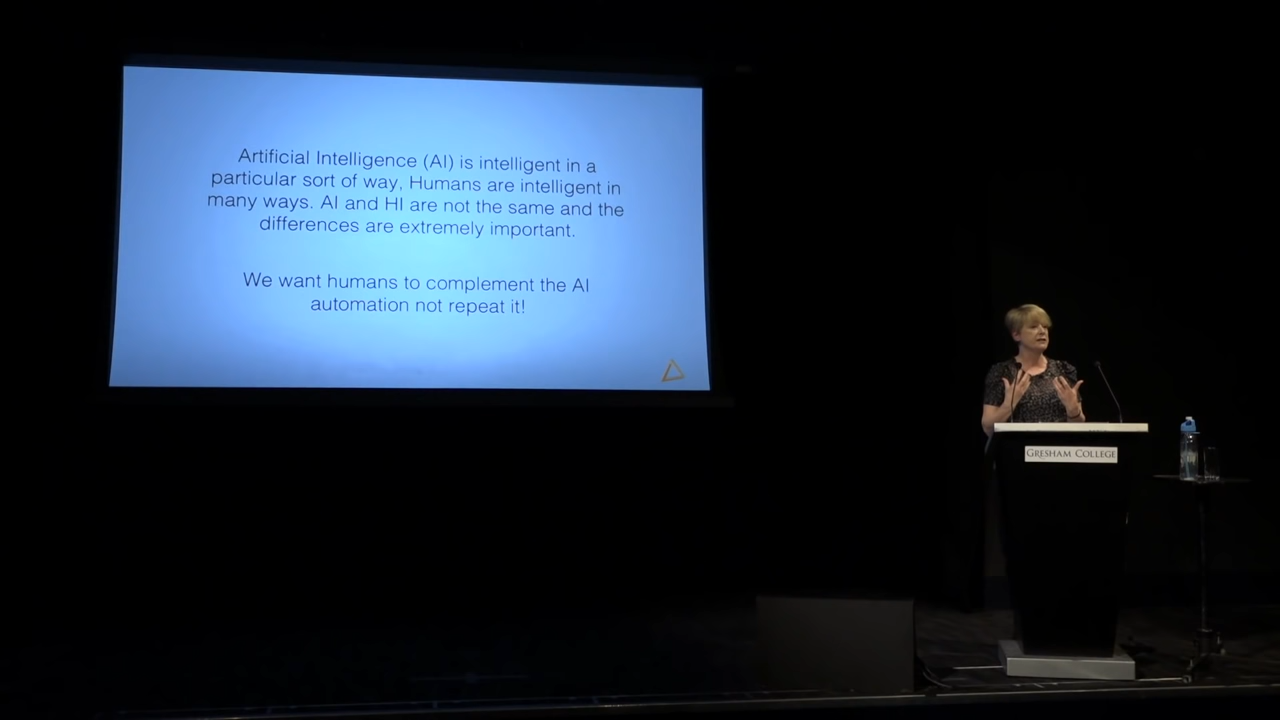 Artificial Intelligence (AI) is intelligent in a
particular sort of way, Humans are intelligent in
many ways. AI and HI are not the same and the
differences are extremely important.
We want humans to complement the AI
automation not repeat it!
GRESHAM COLLEGE